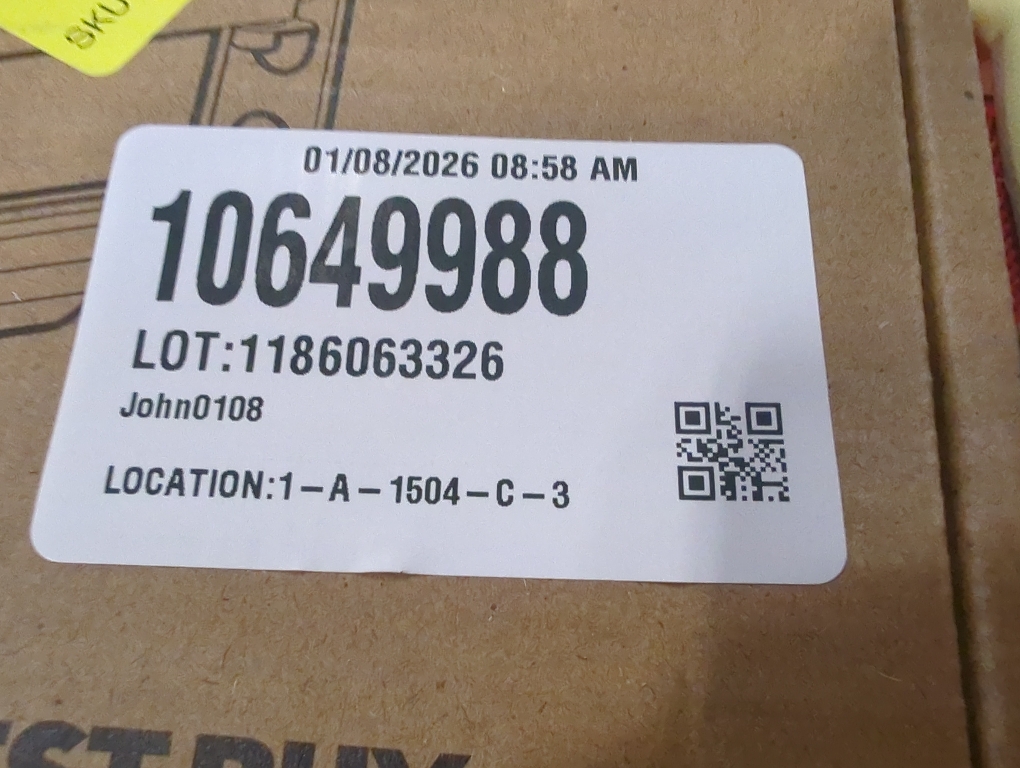 SKU
01/08/2026 08:58 AM
10649988
LOT:1186063326
John0108
LOCATION:1-A-1504-C-3